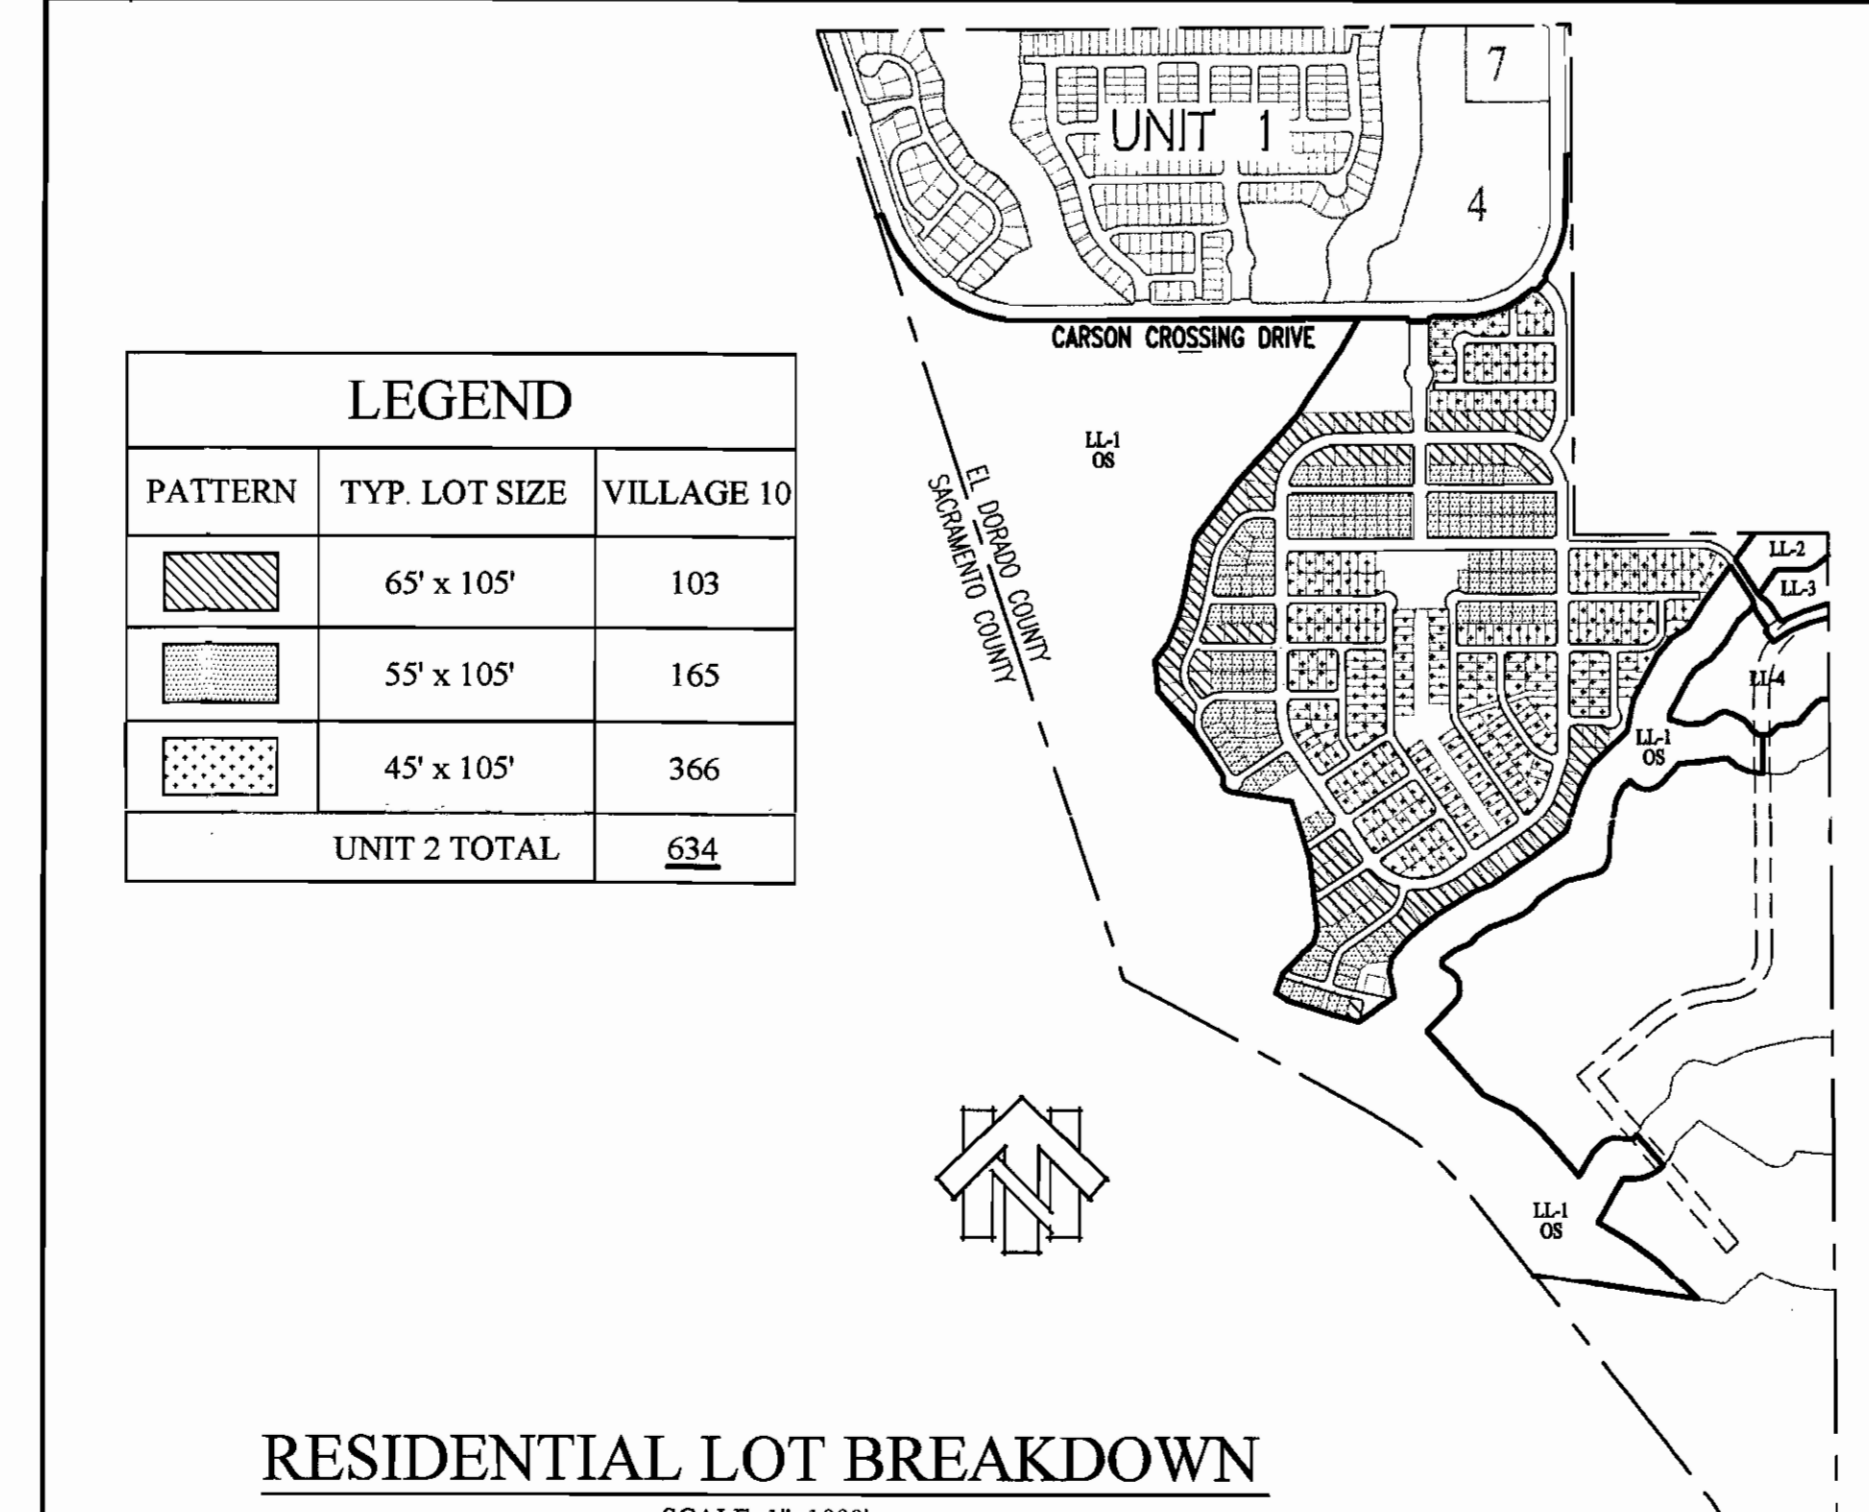 7
UNIT 1
4
CARSON CROSSING DRIVE
LEGEND
PATTERN TYP. LOT SIZE VILLAGE 10
65' x 105' 103
55' x 105' 165
45' x 105' 366
UNIT 2 TOTAL 634
LL-1
OS
EL DORADO COUNTY
SACRAMENTO COUNTY
LL-2
LL-3
LL-4
LL-1
OS
N
LL-1
OS
RESIDENTIAL LOT BREAKDOWN